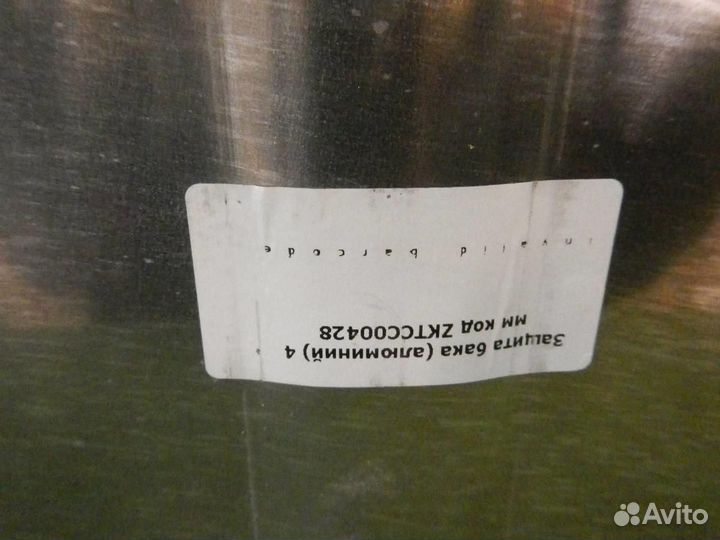 Защита бака (алюминий) 4
мм код ZKTCC00428
invalid barcode
Avito